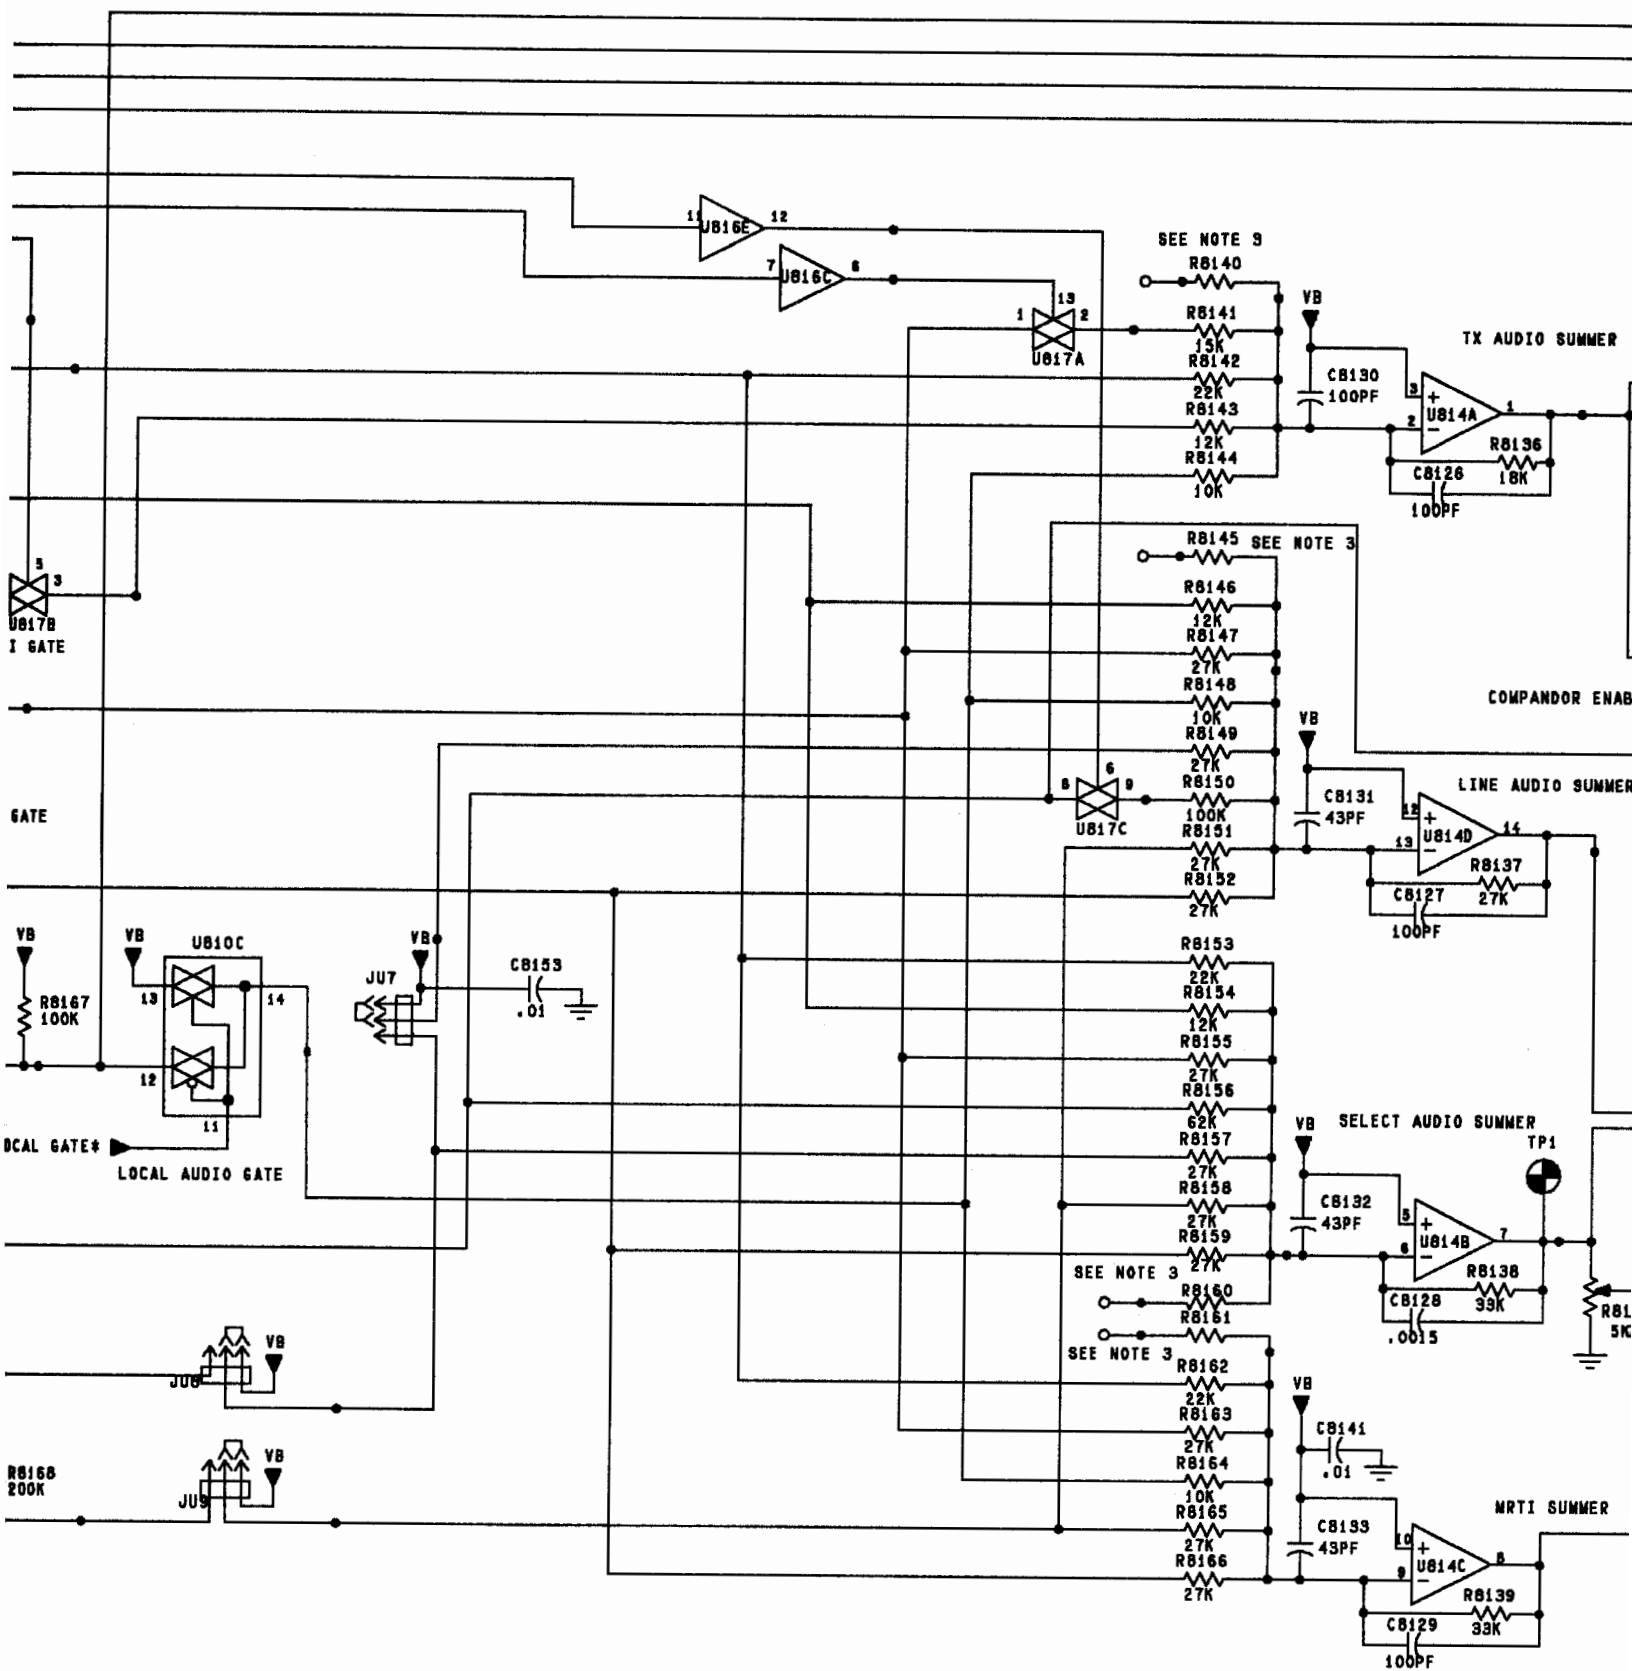 11
U816E
12
7
U816C
6
SEE NOTE 3
R8140
1
13
2
U817A
R8141
15K
R8142
22K
R8143
12K
R8144
10K
VB
C8130
100PF
TX AUDIO SUMMER
3
+
U814A
1
2
-
R8136
18K
C8126
100PF
5
3
U817B
I GATE
R8145
SEE NOTE 3
R8146
12K
R8147
27K
R8148
10K
R8149
27K
8
6
9
U817C
R8150
100K
R8151
27K
R8152
27K
COMPANDOR ENAB
VB
C8131
43PF
LINE AUDIO SUMMER
12
+
U814D
14
13
-
R8137
27K
C8127
100PF
GATE
VB
R8167
100K
VB
U810C
13
14
12
11
OCAL GATE*
LOCAL AUDIO GATE
VB
JU7
C8153
.01
R8153
22K
R8154
12K
R8155
27K
R8156
62K
R8157
27K
R8158
27K
R8159
27K
SEE NOTE 3
R8160
R8161
SEE NOTE 3
VB
SELECT AUDIO SUMMER
TP1
C8132
43PF
5
+
U814B
7
6
-
R8138
33K
C8128
.0015
R81
5K
VB
JU8
VB
JU9
R8168
200K
R8162
22K
R8163
27K
R8164
10K
R8165
27K
R8166
27K
VB
C8141
.01
MRTI SUMMER
C8133
43PF
10
+
U814C
8
9
-
R8139
33K
C8129
100PF